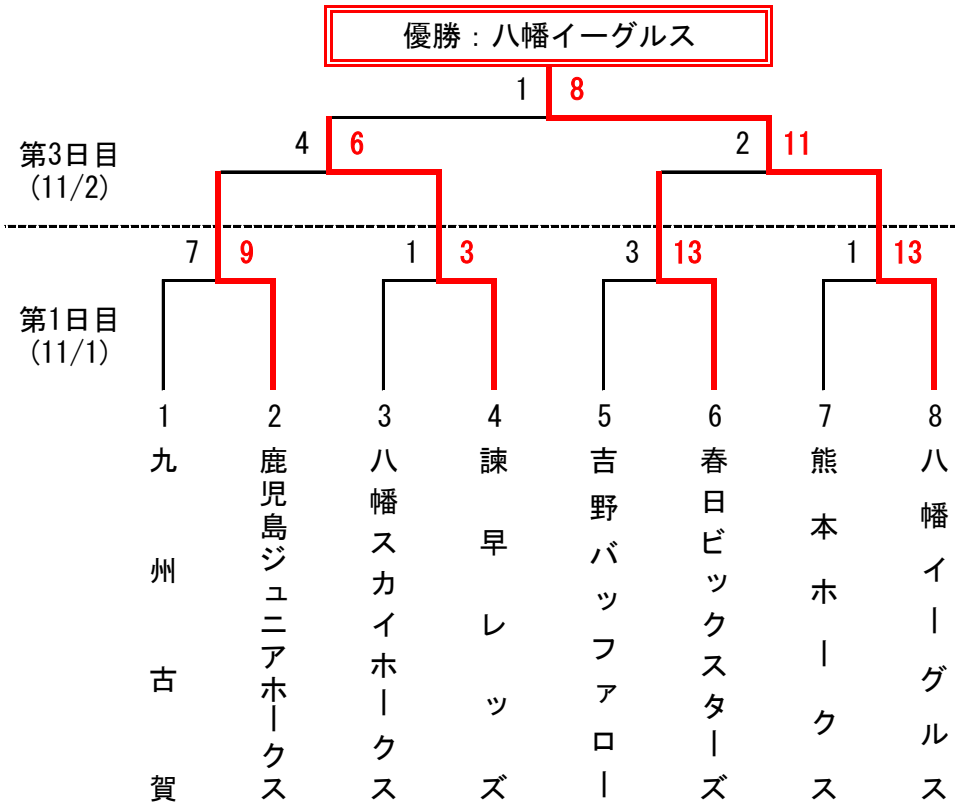 優勝：八幡イーグルス
1 8
第3日目
(11/2)
4 6 2 11
7 9 1 3 3 13 1 13
第1日目
(11/1)
1 2 3 4 5 6 7 8
九州古賀
鹿児島ジュニアホークス
八幡スカイホークス
諫早レッズ
吉野バッファロー
春日ビックスターズ
熊本ホークス
八幡イーグルス